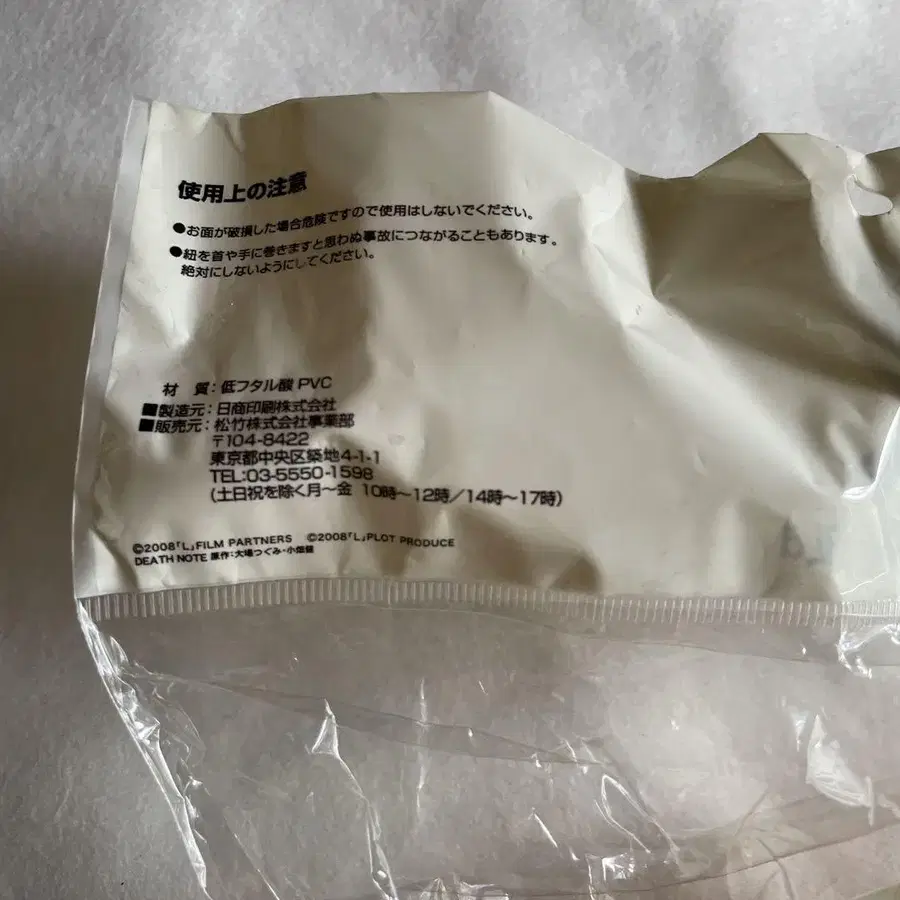 使用上の注意
●お面が破損した場合危険ですので使用はしないでください。
●紐を首や手に巻きますと思わぬ事故につながることもあります。
絶対にしないようにしてください。
材 質：低フタル酸 PVC
■製造元：日商印刷株式会社
■販売元：松竹株式会社事業部
〒104-8422
東京都中央区築地4-1-1
TEL:03-5550-1598
(土日祝を除く月〜金 10時〜12時/14時〜17時)
©2008「L」FILM PARTNERS ©2008「L」PLOT PRODUCE
DEATH NOTE 原作：大場つぐみ・小畑健